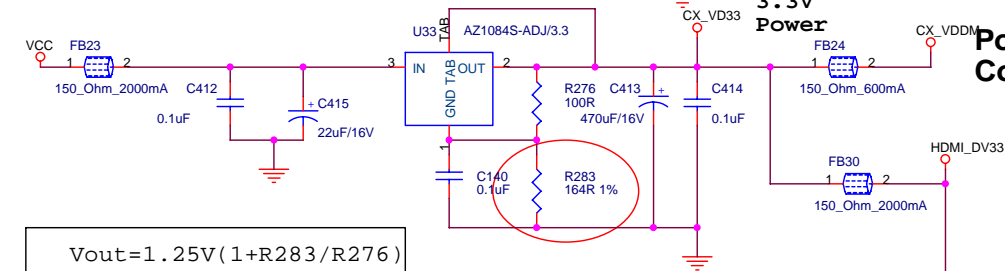 3.3V
Power
CX_VD33
CX_VDDM
VCC
FB23
1 2
150_Ohm_2000mA
C412
0.1uF
C415
22uF/16V
U33
TAB
AZ1084S-ADJ/3.3
3
IN
GND TAB
OUT
2
1
R276
100R
C413
470uF/16V
C414
0.1uF
FB24
1 2
150_Ohm_600mA
C140
0.1uF
R283
164R 1%
HDMI_DV33
FB30
1 2
150_Ohm_2000mA
Vout=1.25V(1+R283/R276)